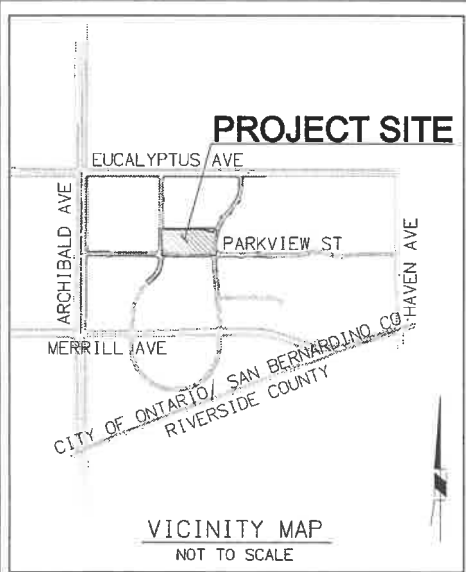 PROJECT SITE
EUCALYPTUS AVE
ARCHIBALD AVE
PARKVIEW ST
HAVEN AVE
MERRILL AVE
CITY OF ONTARIO/ SAN BERNARDINO CO
RIVERSIDE COUNTY
VICINITY MAP
NOT TO SCALE